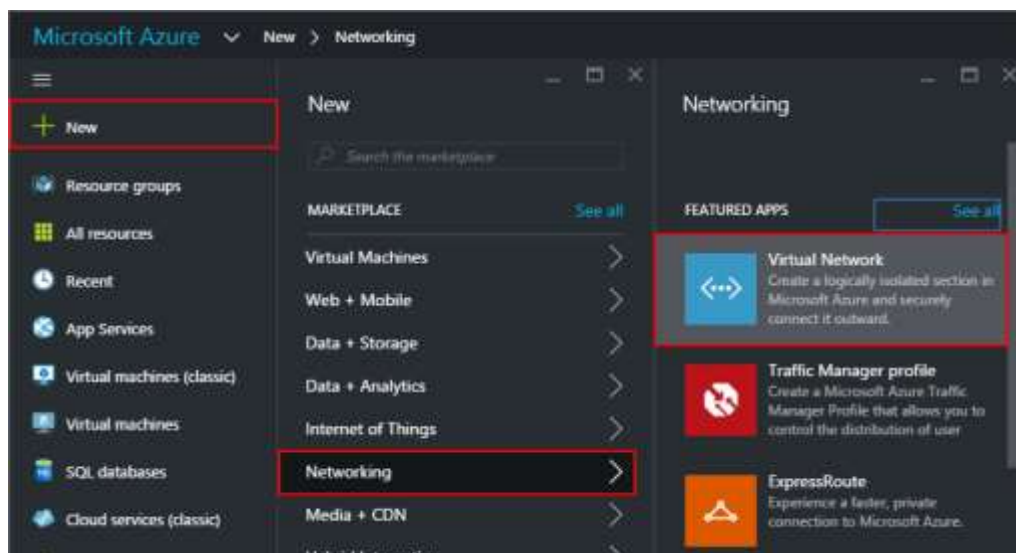 Microsoft Azure New > Networking
New
Resource groups
All resources
Recent
App Services
Virtual machines (classic)
Virtual machines
SQL databases
Cloud services (classic)
New
Search the marketplace
MARKETPLACE See all
Virtual Machines
Web + Mobile
Data + Storage
Data + Analytics
Internet of Things
Networking
Media + CDN
Networking
FEATURED APPS See all
Virtual Network
Create a logically isolated section in
Microsoft Azure and securely
connect it outward.
Traffic Manager profile
Create a Microsoft Azure Traffic
Manager Profile that allows you to
control the distribution of user
ExpressRoute
Experience a faster, private
connection to Microsoft Azure.